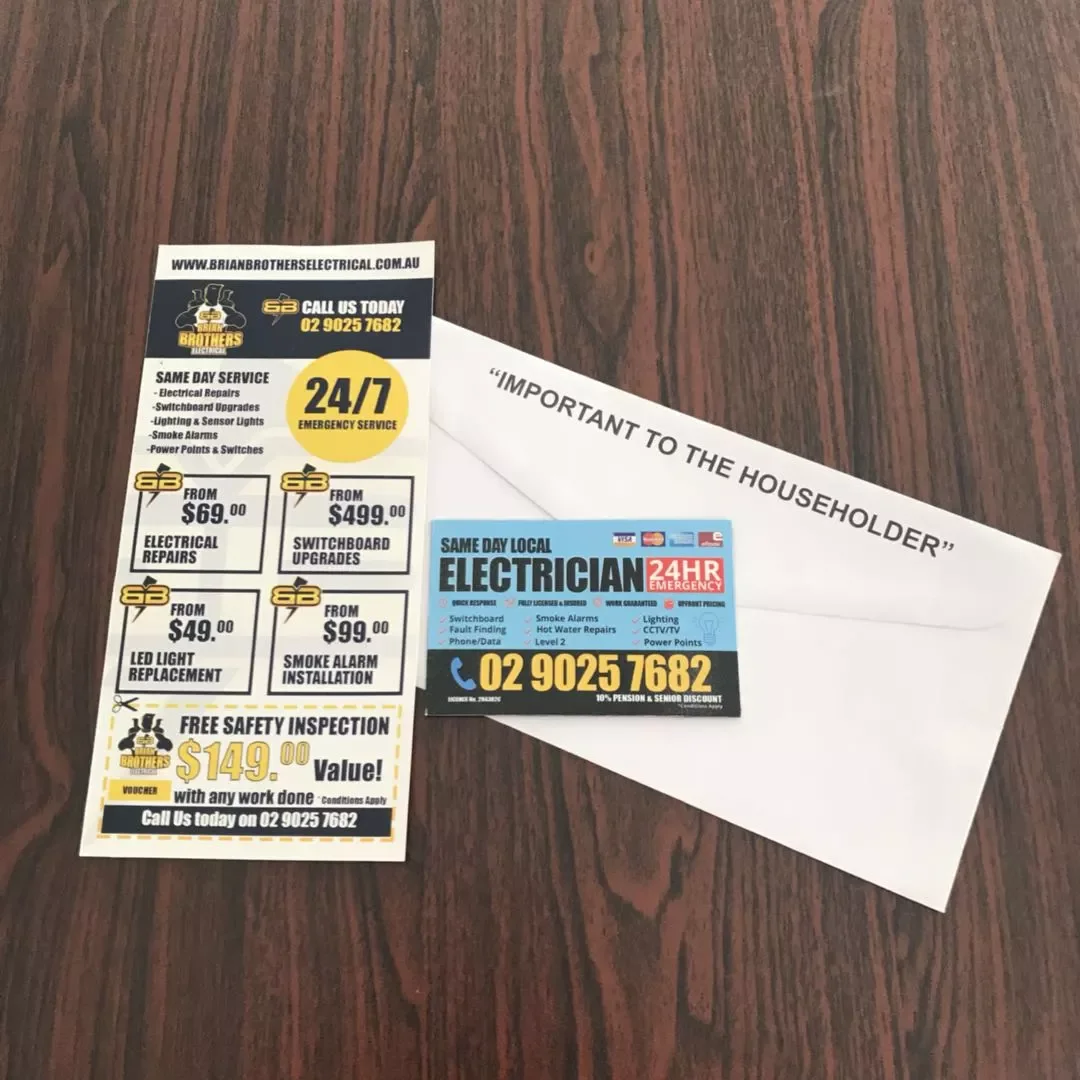 WWW.BRIANBROTHERSELECTRICAL.COM.AU
BB
BRIAN
BROTHERS
ELECTRICAL
BB CALL US TODAY
02 9025 7682
SAME DAY SERVICE
- Electrical Repairs
-Switchboard Upgrades
-Lighting & Sensor Lights
-Smoke Alarms
-Power Points & Switches
24/7
EMERGENCY SERVICE
BB
FROM
$69.00
ELECTRICAL
REPAIRS
BB
FROM
$499.00
SWITCHBOARD
UPGRADES
BB
FROM
$49.00
LED LIGHT
REPLACEMENT
BB
FROM
$99.00
SMOKE ALARM
INSTALLATION
BRIAN
BROTHERS
ELECTRICAL
VOUCHER
FREE SAFETY INSPECTION
$149.00 Value!
with any work done *Conditions Apply
Call Us today on 02 9025 7682
"IMPORTANT TO THE HOUSEHOLDER"
SAME DAY LOCAL
VISA MasterCard
ELECTRICIAN 24HR
EMERGENCY
QUICK RESPONSE FULLY LICENSED & INSURED WORK GUARANTEED UPFRONT PRICING
Switchboard Smoke Alarms Lighting
Fault Finding Hot Water Repairs CCTV/TV
Phone/Data Level 2 Power Points
02 9025 7682
10% PENSION & SENIOR DISCOUNT
*Conditions Apply